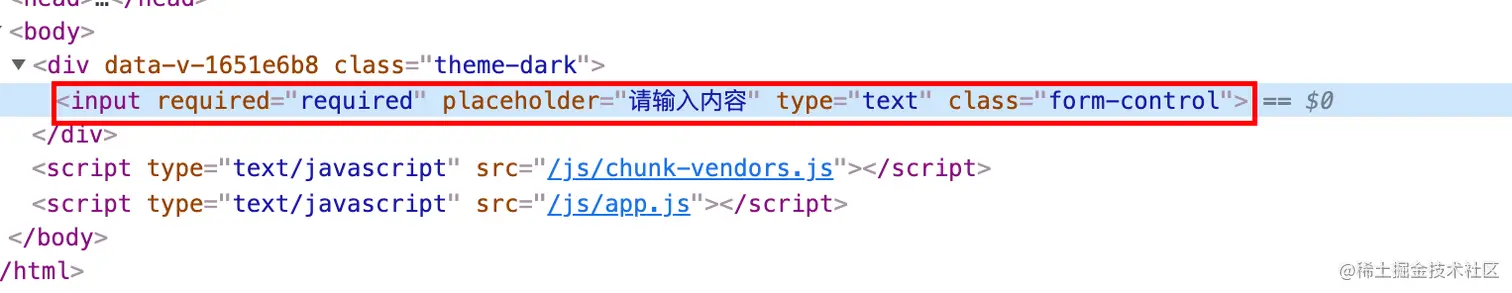 <head>…</head>
<body>
▼<div data-v-1651e6b8 class="theme-dark">
<input required="required" placeholder="请输入内容" type="text" class="form-control"> == $0
</div>
<script type="text/javascript" src="/js/chunk-vendors.js"></script>
<script type="text/javascript" src="/js/app.js"></script>
</body>
/html>
@稀土掘金技术社区